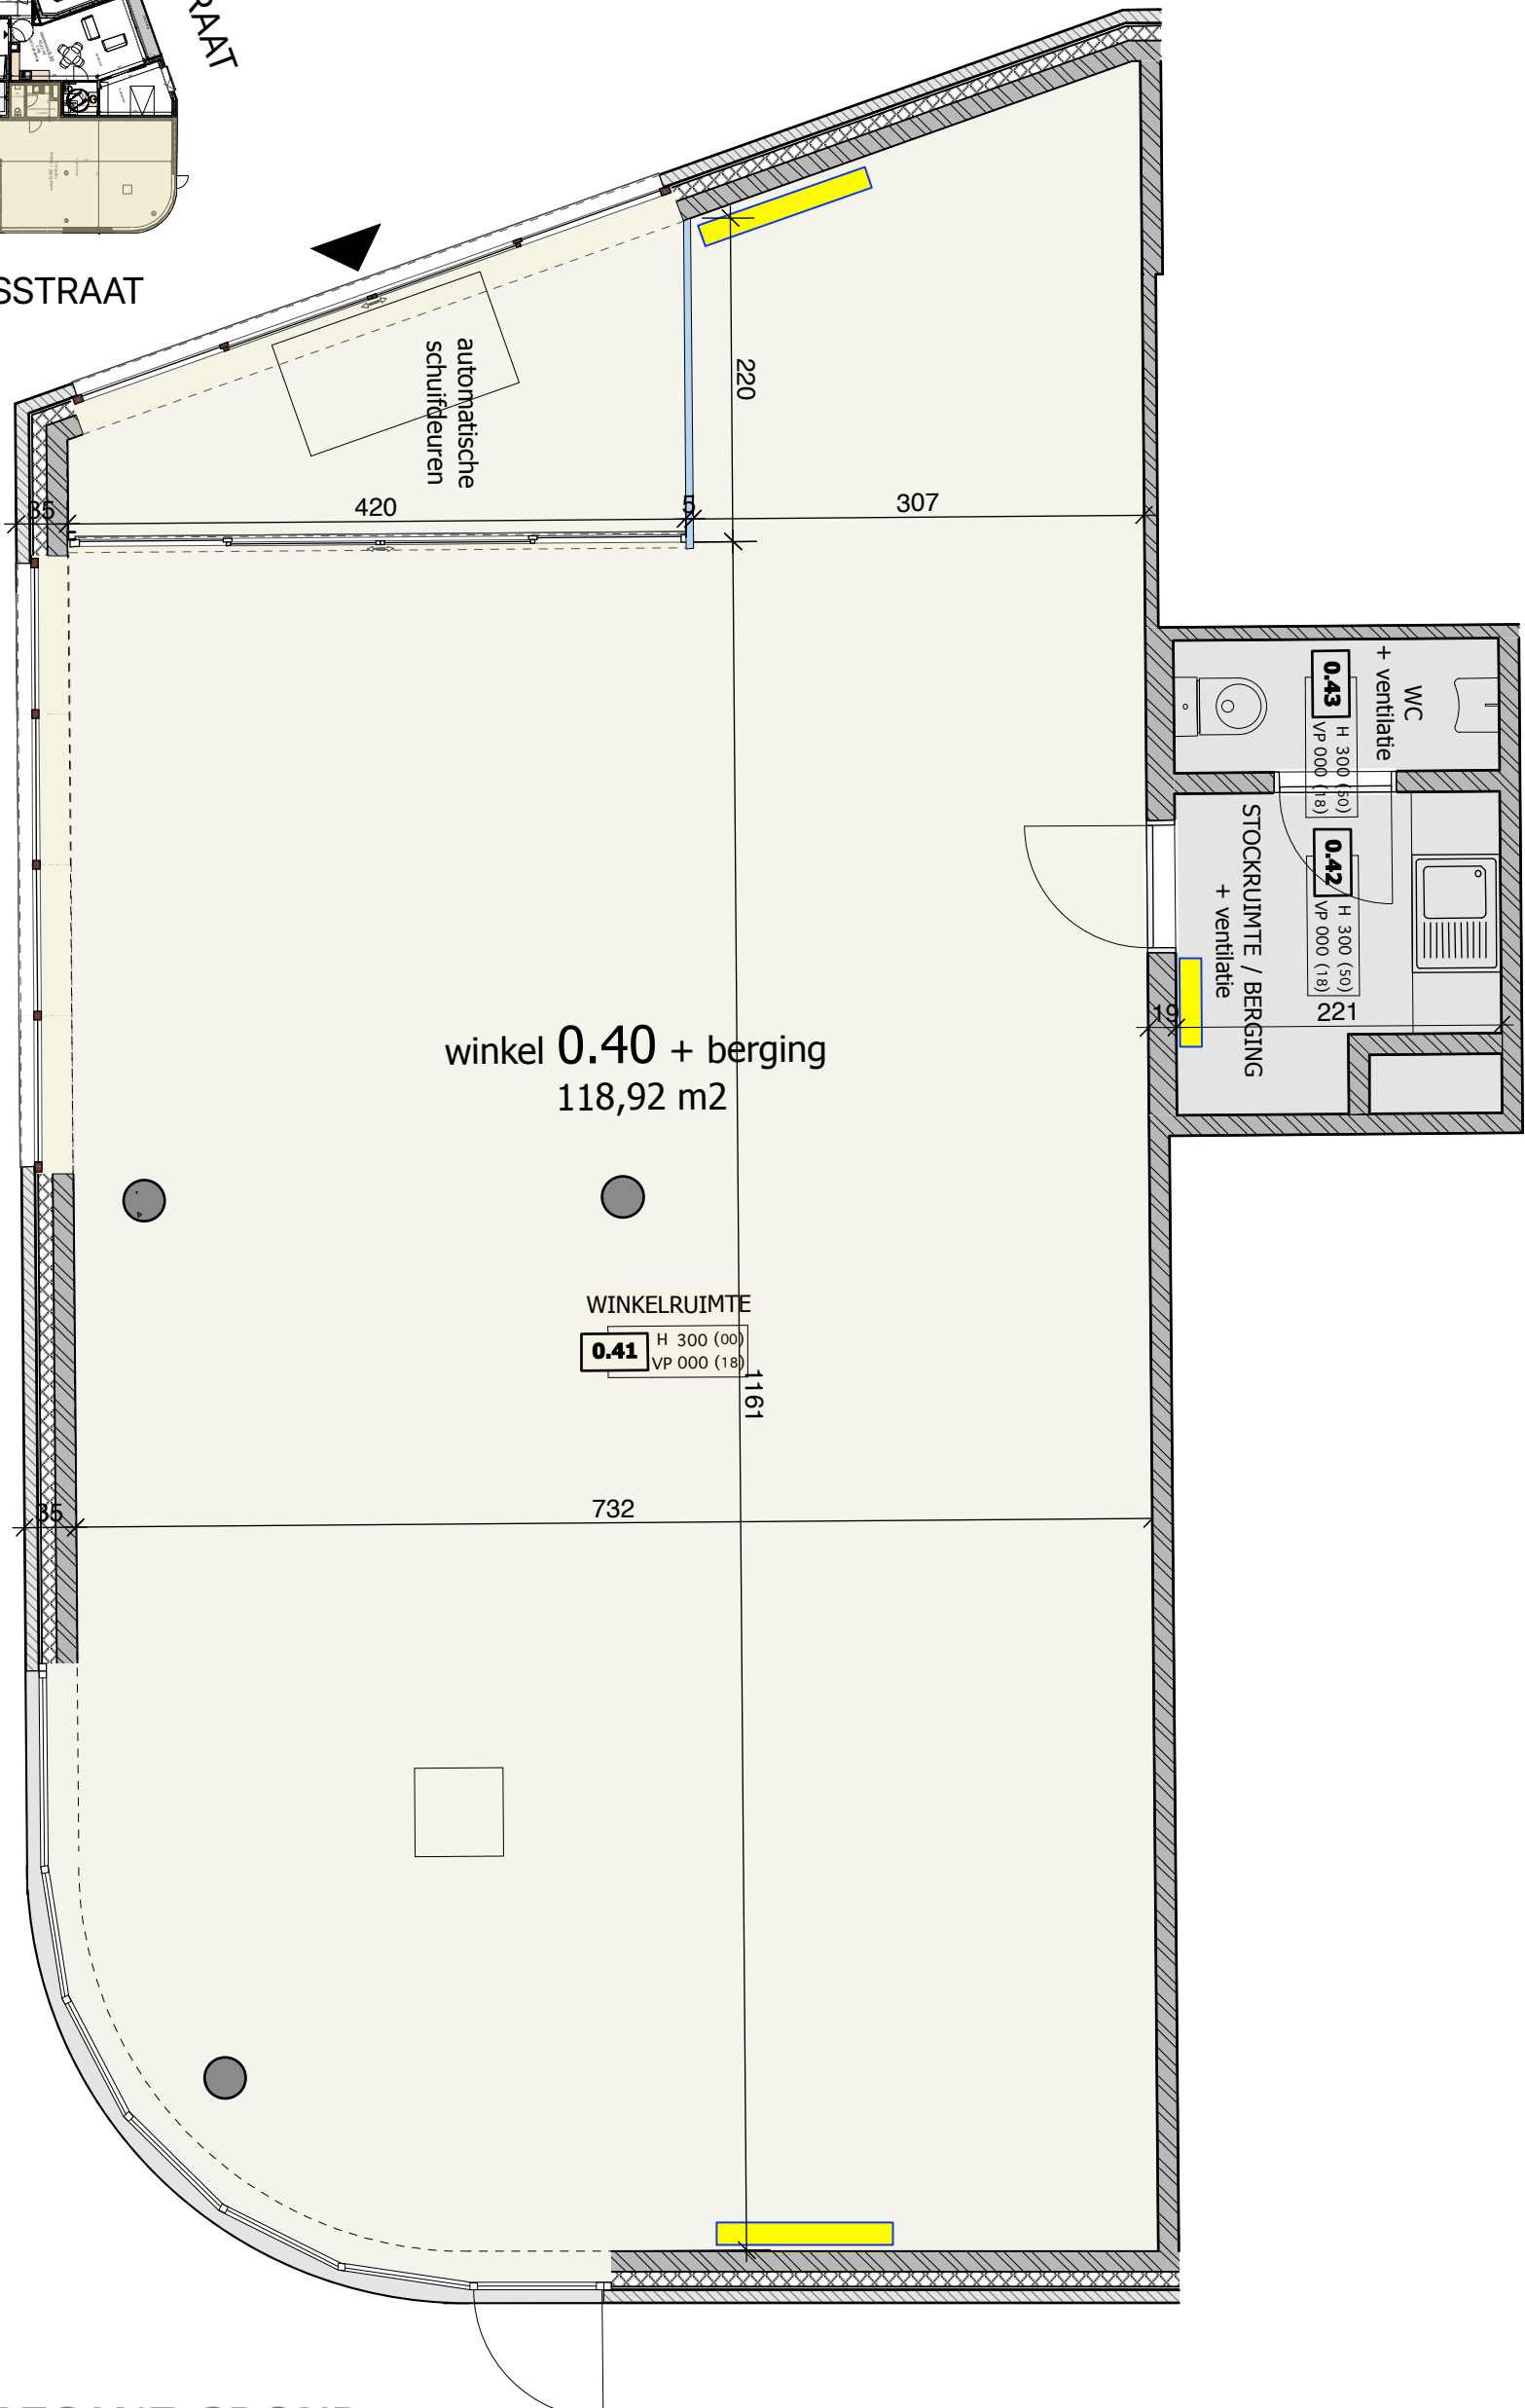 RAAT
SSTRAAT
automatische
schuifdeuren
220
35
420
5
307
WC
+ ventilatie
0.43
H 300 (50)
VP 000 (18)
0.42
H 300 (50)
VP 000 (18)
STOCKRUIMTE / BERGING
+ ventilatie
19
221
winkel 0.40 + berging
118,92 m2
WINKELRUIMTE
0.41
H 300 (00)
VP 000 (18)
1161
35
732